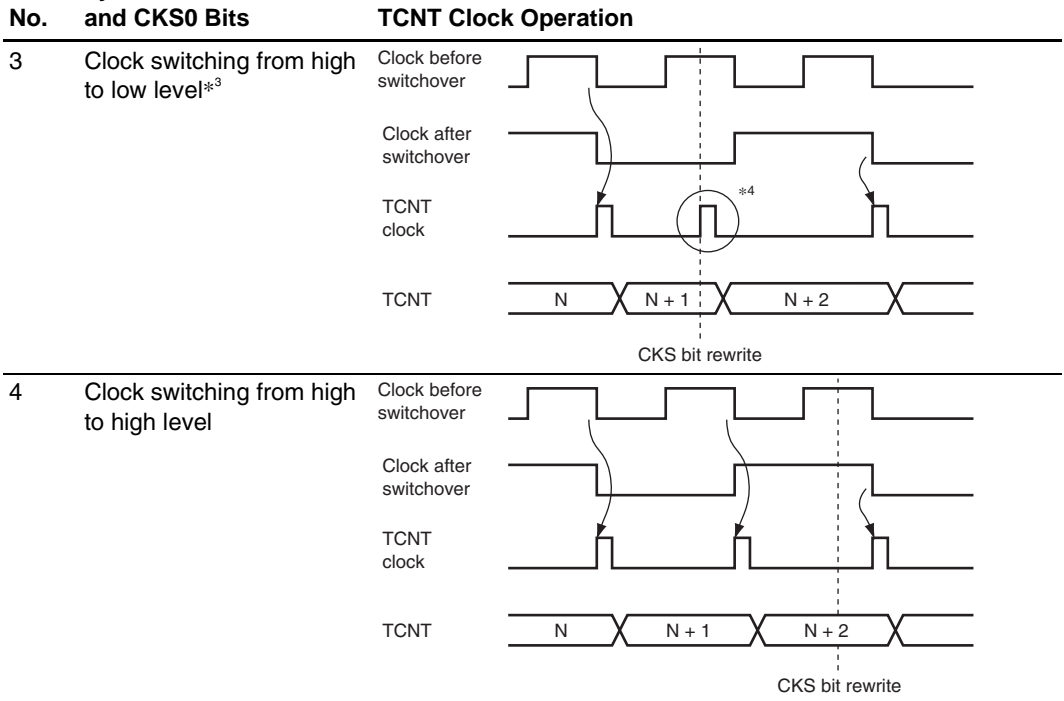 No. and CKS0 Bits TCNT Clock Operation
3 Clock switching from high
to low level*3
Clock before
switchover
Clock after
switchover
TCNT
clock
*4
TCNT N N + 1 N + 2
CKS bit rewrite
4 Clock switching from high
to high level
Clock before
switchover
Clock after
switchover
TCNT
clock
TCNT N N + 1 N + 2
CKS bit rewrite